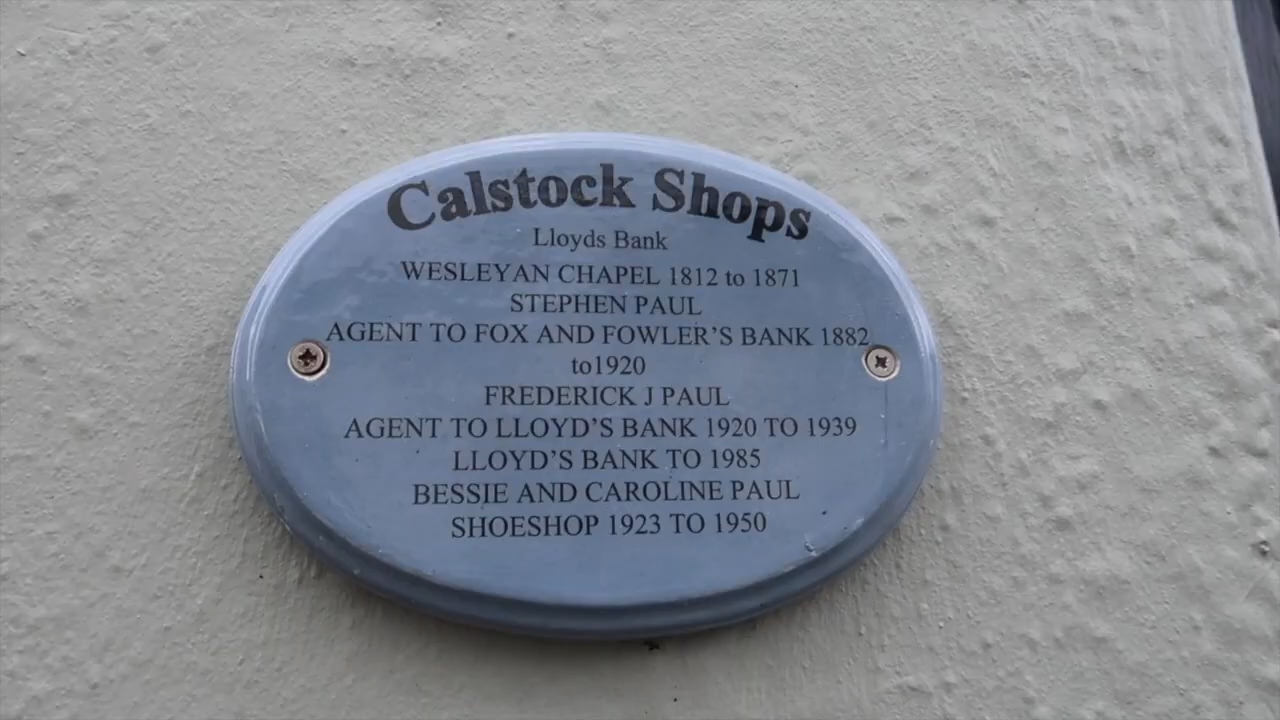 Calstock Shops
Lloyds Bank
WESLEYAN CHAPEL 1812 to 1871
STEPHEN PAUL
AGENT TO FOX AND FOWLER'S BANK 1882
to1920
FREDERICK J PAUL
AGENT TO LLOYD'S BANK 1920 TO 1939
LLOYD'S BANK TO 1985
BESSIE AND CAROLINE PAUL
SHOESHOP 1923 TO 1950